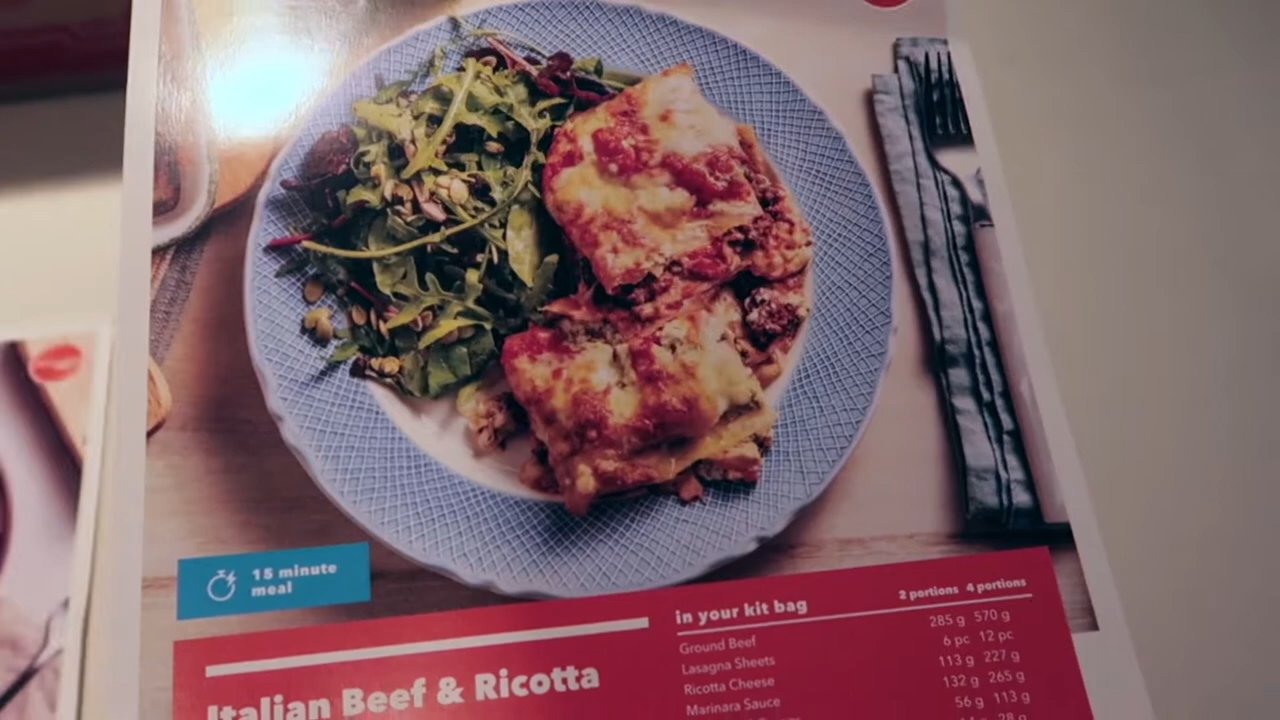 15 minute
meal
Italian Beef & Ricotta
in your kit bag 2 portions 4 portions
Ground Beef 285 g 570 g
Lasagna Sheets 6 pc 12 pc
Ricotta Cheese 113 g 227 g
Marinara Sauce 132 g 265 g
56 g 113 g
28 g